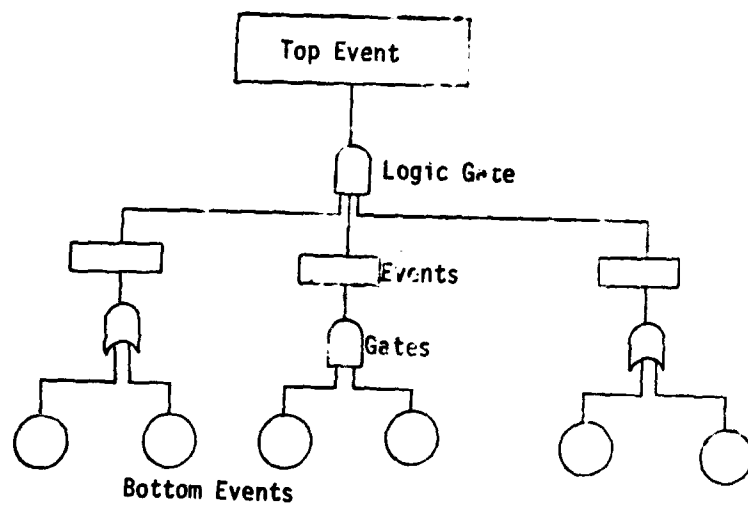 Top Event
Logic Gate
Events
Gates
Bottom Events